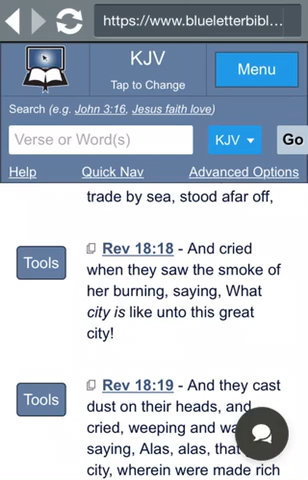 https://www.blueletterbibl...
KJV
Tap to Change
Menu
Search (e.g. John 3:16, Jesus faith love)
Verse or Word(s)
KJV
Go
Help
Quick Nav
Advanced Options
trade by sea, stood afar off,
Tools
Rev 18:18 - And cried
when they saw the smoke of
her burning, saying, What
city is like unto this great
city!
Tools
Rev 18:19 - And they cast
dust on their heads, and
cried, weeping and
saying, Alas, alas, that
city, wherein were made rich